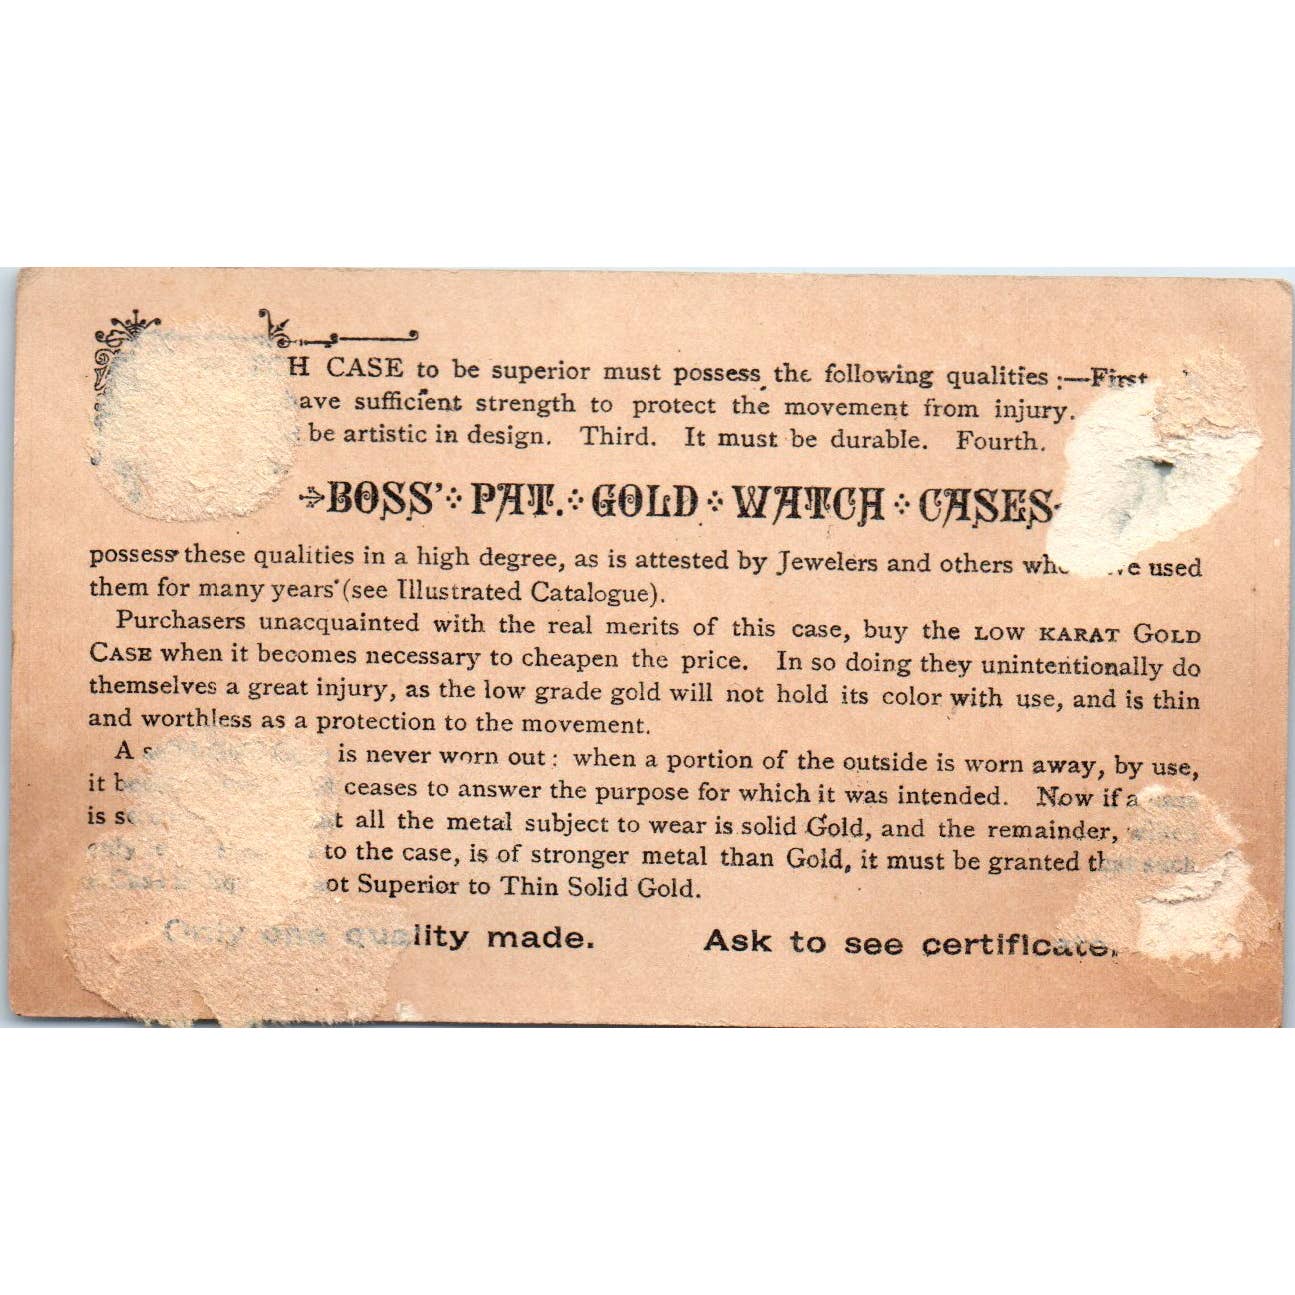 H CASE to be superior must possess the following qualities:—First
ave sufficient strength to protect the movement from injury.
be artistic in design. Third. It must be durable. Fourth.
BOSS' PAT. GOLD WATCH CASES
possess these qualities in a high degree, as is attested by Jewelers and others used
them for many years (see Illustrated Catalogue).
Purchasers unacquainted with the real merits of this case, buy the LOW KARAT GOLD
CASE when it becomes necessary to cheapen the price. In so doing they unintentionally do
themselves a great injury, as the low grade gold will not hold its color with use, and is thin
and worthless as a protection to the movement.
A is never worn out: when a portion of the outside is worn away, by use,
it ceases to answer the purpose for which it was intended. Now if a
is all the metal subject to wear is solid Gold, and the remainder,
only to the case, is of stronger metal than Gold, it must be granted that such
ot Superior to Thin Solid Gold.
Only one quality made. Ask to see certificate.